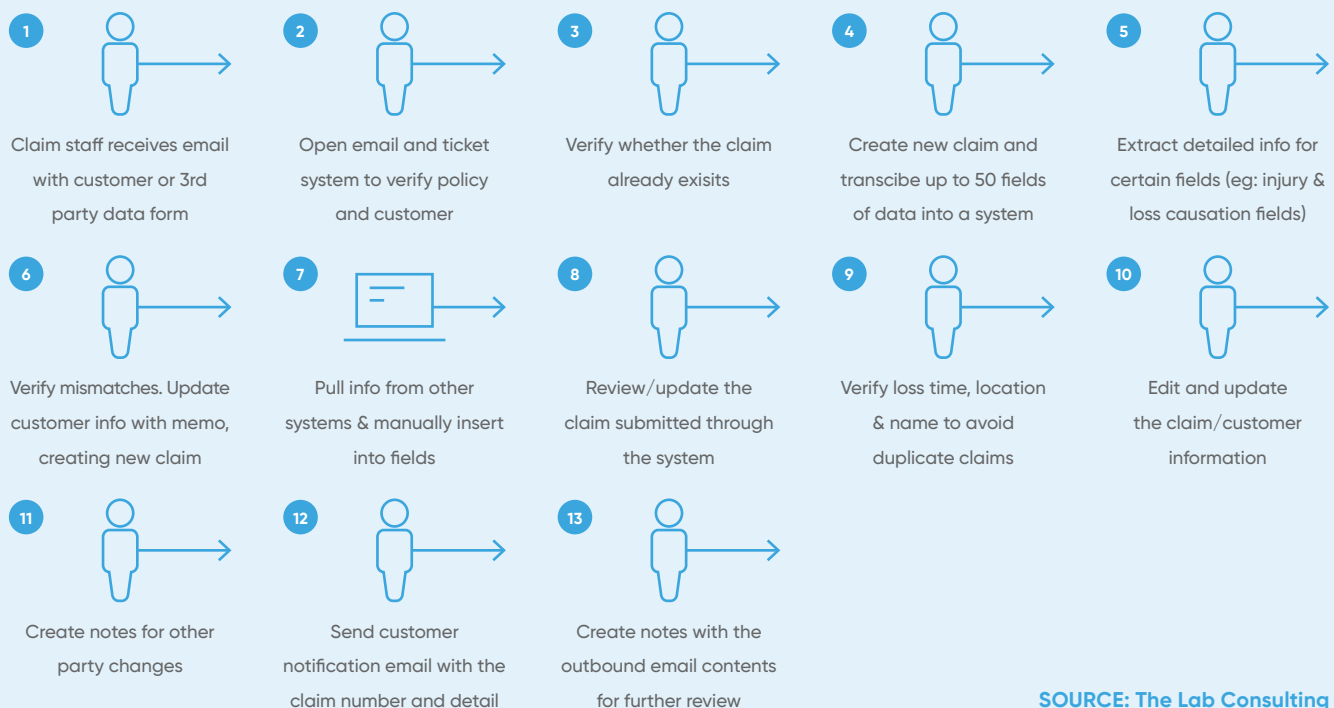 1
Claim staff receives email
with customer or 3rd
party data form
2
Open email and ticket
system to verify policy
and customer
3
Verify whether the claim
already exisits
4
Create new claim and
transcibe up to 50 fields
of data into a system
5
Extract detailed info for
certain fields (eg: injury &
loss causation fields)
6
Verify mismatches. Update
customer info with memo,
creating new claim
7
Pull info from other
systems & manually insert
into fields
8
Review/update the
claim submitted through
the system
9
Verify loss time, location
& name to avoid
duplicate claims
10
Edit and update
the claim/customer
information
11
Create notes for other
party changes
12
Send customer
notification email with the
claim number and detail
13
Create notes with the
outbound email contents
for further review
SOURCE: The Lab Consulting